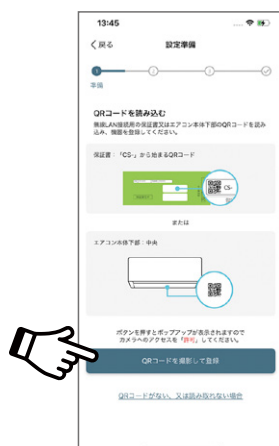 13:45
戻る
設定準備
1
2
3
準備
QRコードを読み込む
無線LAN接続用の保証書又はエアコン本体下部のQRコードを読み
込み、機器を登録してください。
保証書：「CS-」から始まるQRコード
CS-
または
エアコン本体下部：中央
ボタンを押すとポップアップが表示されますので
カメラへのアクセスを「許可」してください。
QRコードを撮影して登録
QRコードがない、又は読み取れない場合